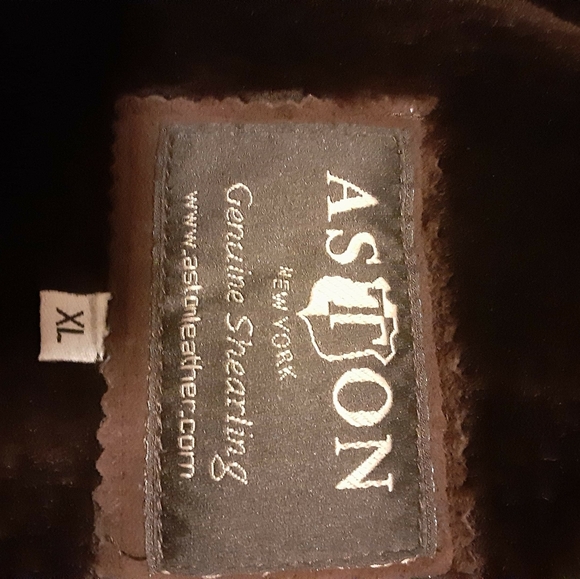 ASTON
NEW YORK
Genuine Shearling
www.astonleather.com
XL